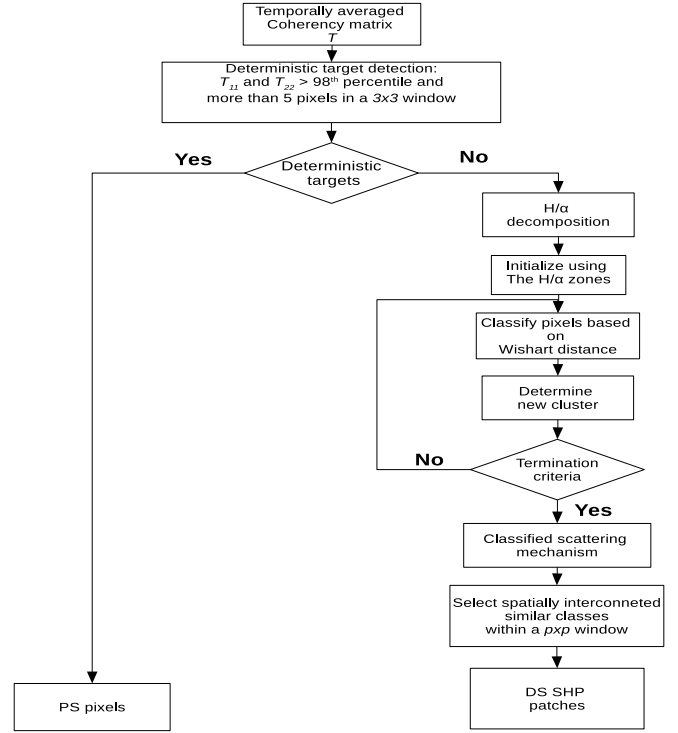 Temporally averaged
Coherency matrix
T
Deterministic target detection:
T₁₁ and T₂₂ > 98ᵗʰ percentile and
more than 5 pixels in a 3x3 window
Yes
Deterministic
targets
No
H/α
decomposition
Initialize using
The H/α zones
Classify pixels based
on
Wishart distance
Determine
new cluster
No
Termination
criteria
Yes
Classified scattering
mechanism
Select spatially interconneted
similar classes
within a pxp window
PS pixels
DS SHP
patches